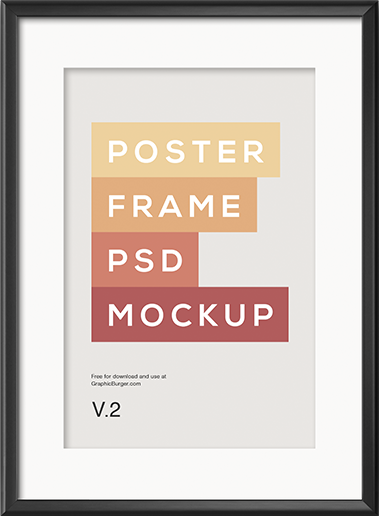 POSTER
FRAME
PSD
MOCKUP
Free for download and use at
GraphicBurger.com
V.2